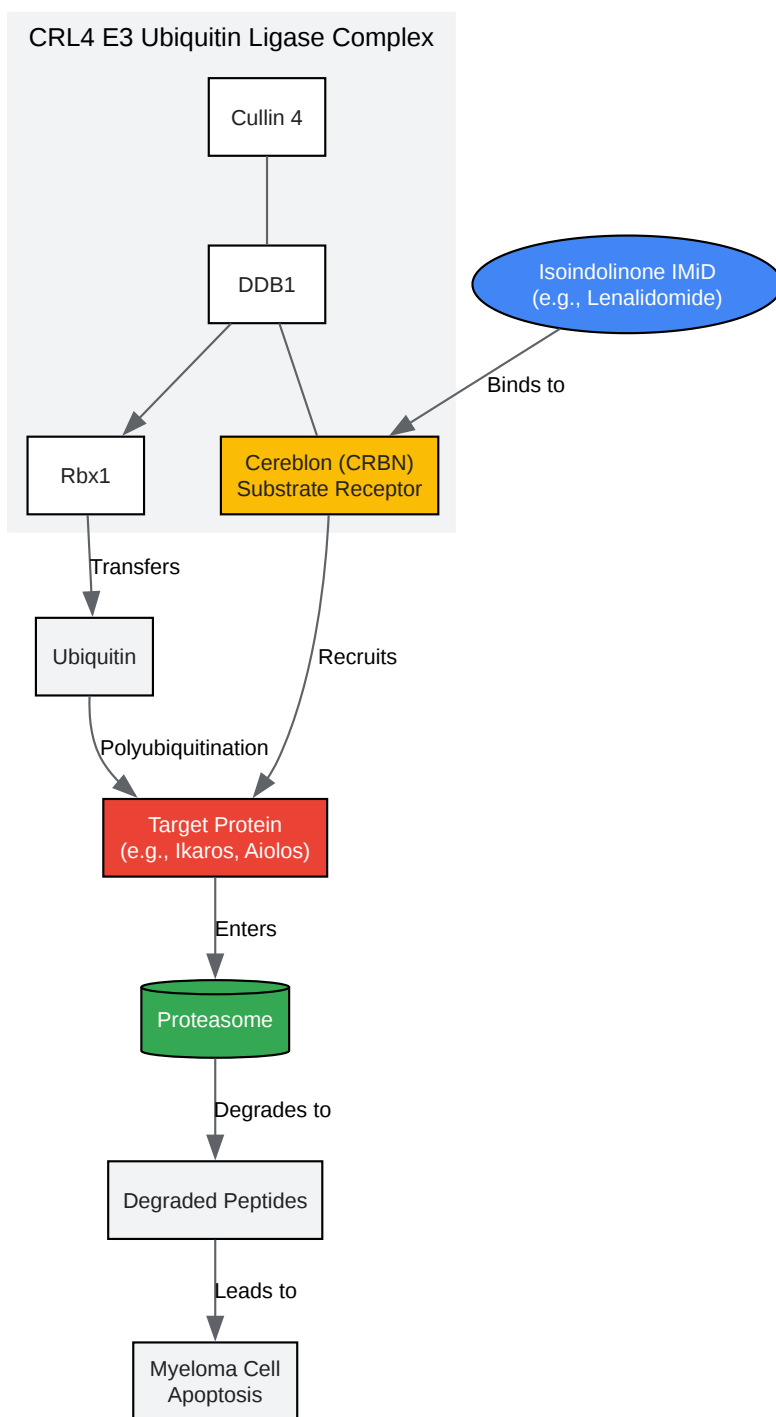 CRL4 E3 Ubiquitin Ligase Complex
Cullin 4
DDB1
Isoindolinone IMiD
(e.g., Lenalidomide)
Binds to
Rbx1
Cereblon (CRBN)
Substrate Receptor
Transfers
Ubiquitin
Recruits
Polyubiquitination
Target Protein
(e.g., Ikaros, Aiolos)
Enters
Proteasome
Degrades to
Degraded Peptides
Leads to
Myeloma Cell
Apoptosis